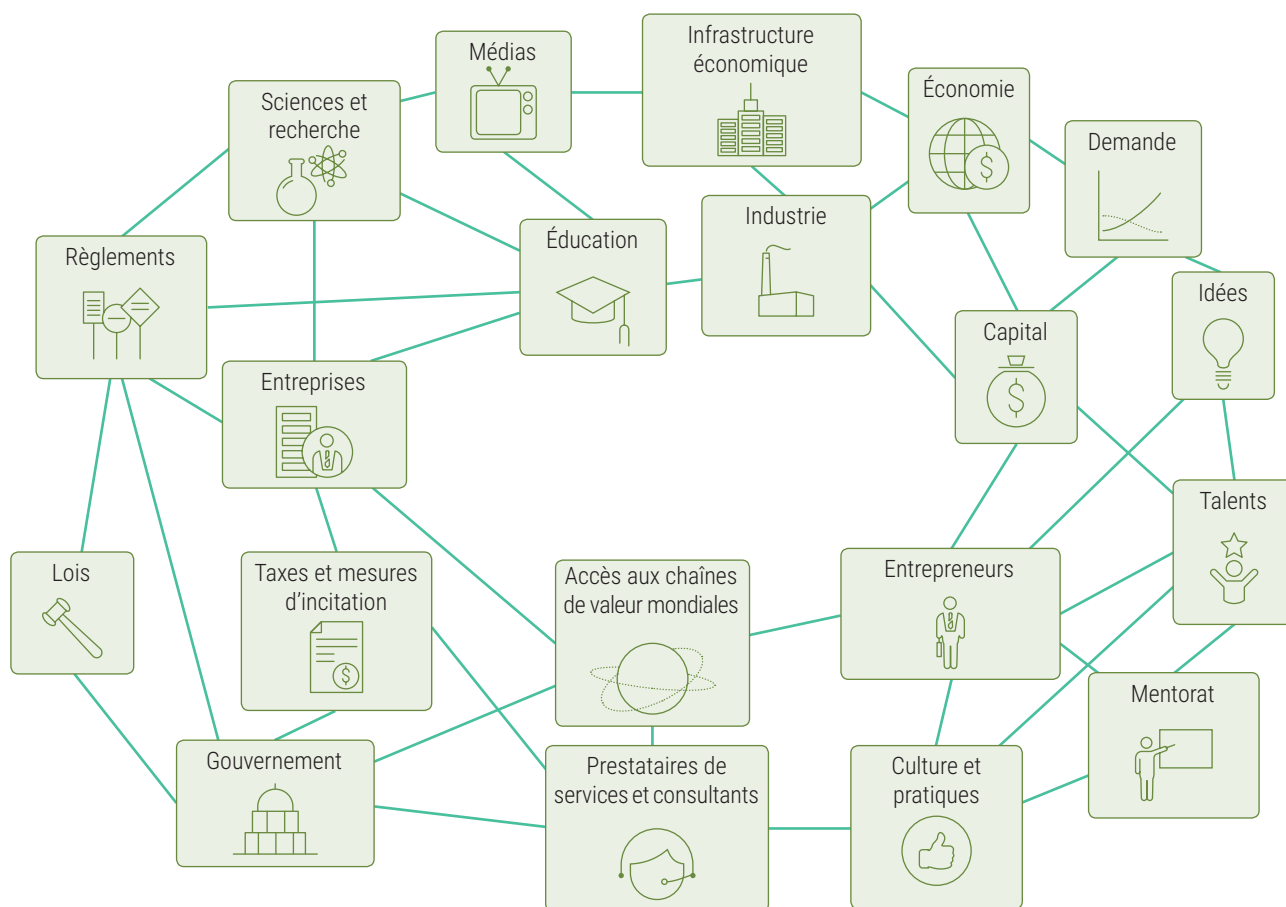 Médias
Infrastructure
économique
Sciences et
recherche
Économie
Demande
Règlements
Éducation
Industrie
Idées
Entreprises
Capital
Talents
Lois
Taxes et mesures
d’incitation
Accès aux chaînes
de valeur mondiales
Entrepreneurs
Mentorat
Gouvernement
Prestataires de
services et consultants
Culture et
pratiques
$
$
$